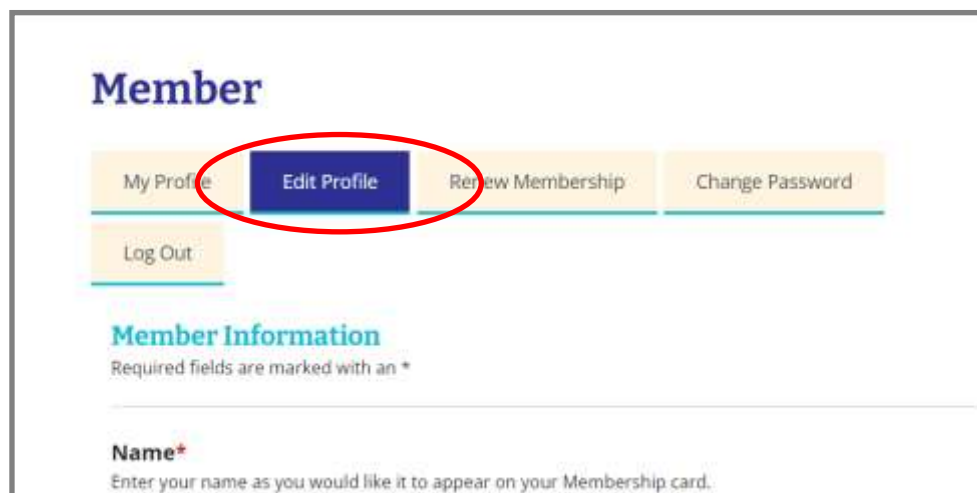 Member
My Profile Edit Profile Renew Membership Change Password
Log Out
Member Information
Required fields are marked with an *
Name*
Enter your name as you would like it to appear on your Membership card.